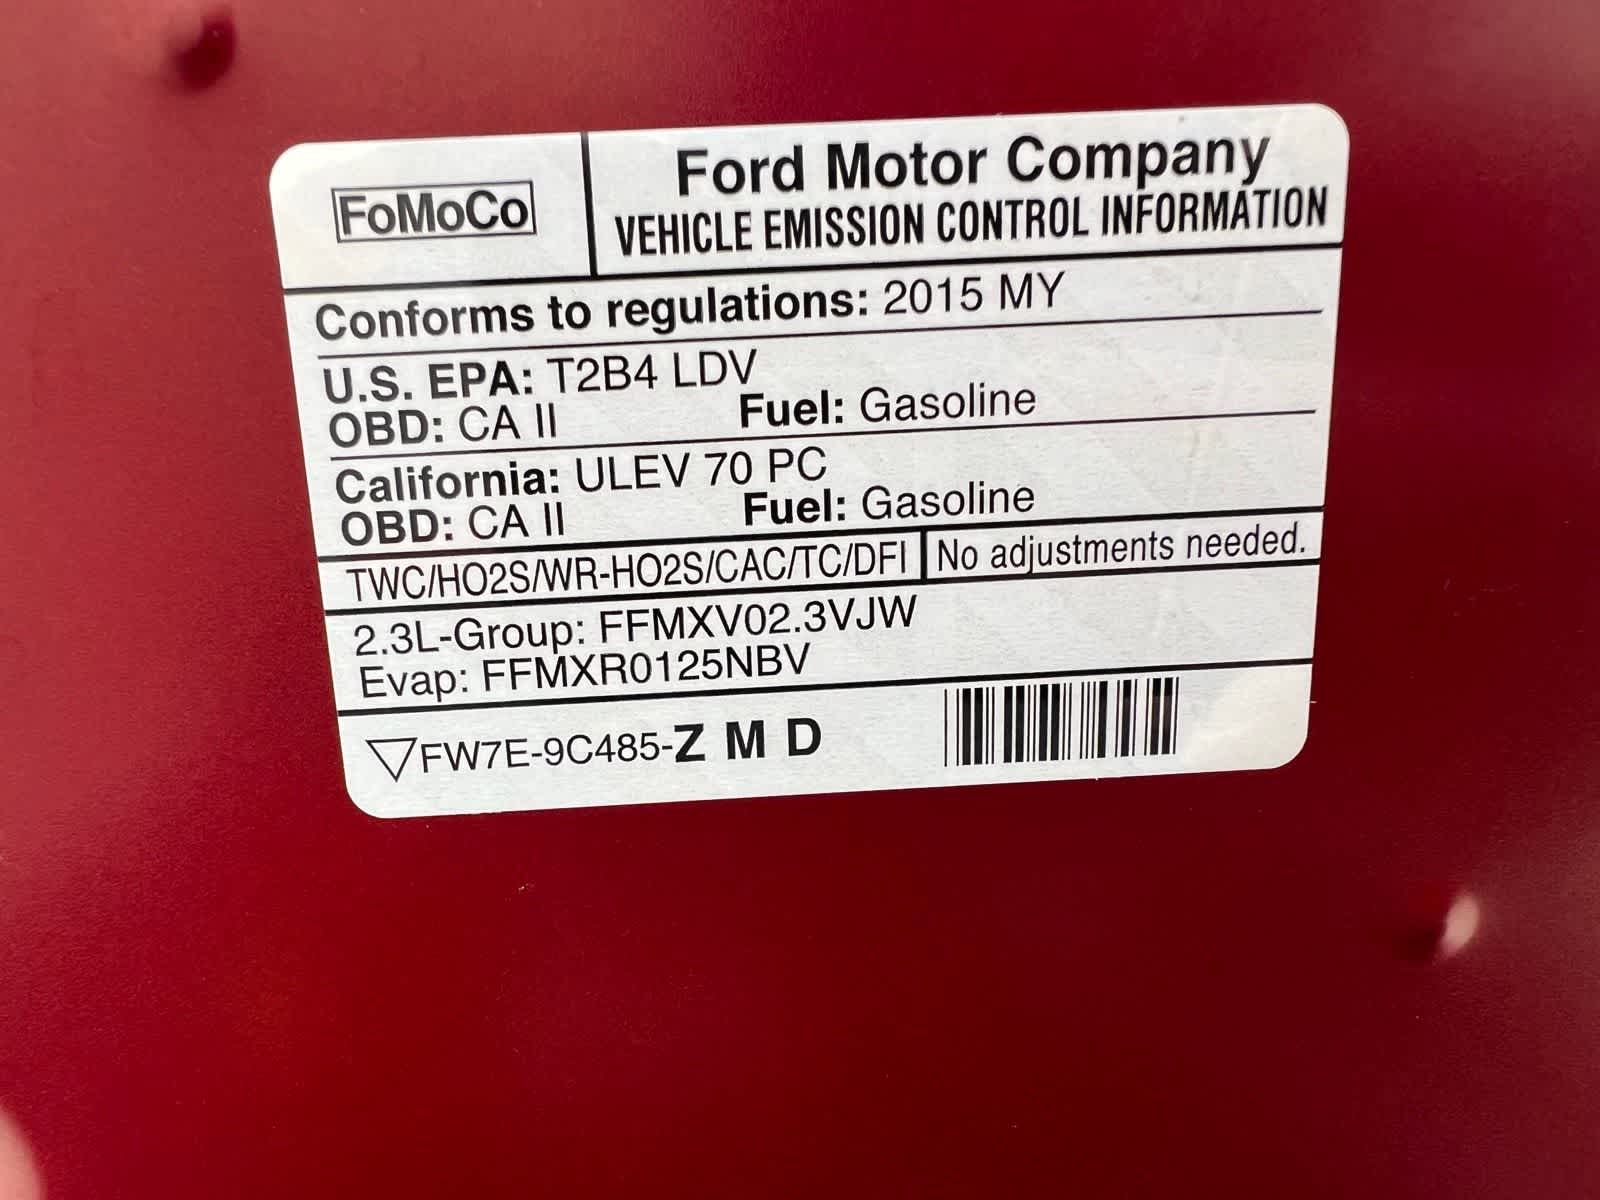 FoMoCo
Ford Motor Company
VEHICLE EMISSION CONTROL INFORMATION
Conforms to regulations: 2015 MY
U.S. EPA: T2B4 LDV
OBD: CA II Fuel: Gasoline
California: ULEV 70 PC
OBD: CA II Fuel: Gasoline
TWC/HO2S/WR-HO2S/CAC/TC/DFI No adjustments needed.
2.3L-Group: FFMXV02.3VJW
Evap: FFMXR0125NBV
FW7E-9C485-Z M D